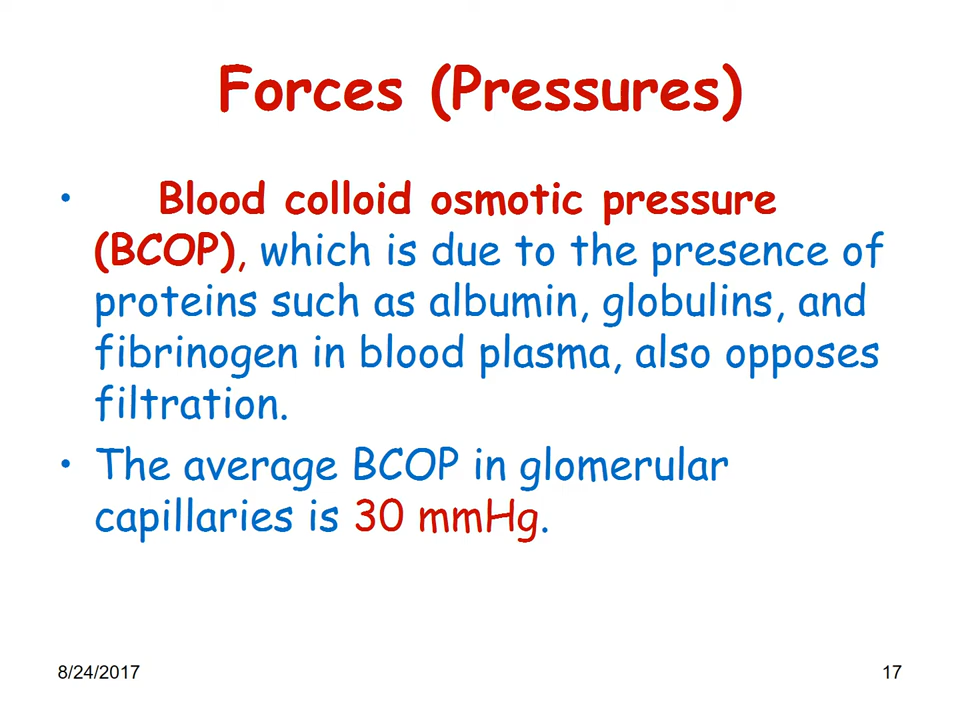 Forces (Pressures)
• Blood colloid osmotic pressure
(BCOP), which is due to the presence of
proteins such as albumin, globulins, and
fibrinogen in blood plasma, also opposes
filtration.
• The average BCOP in glomerular
capillaries is 30 mmHg.
8/24/2017
17